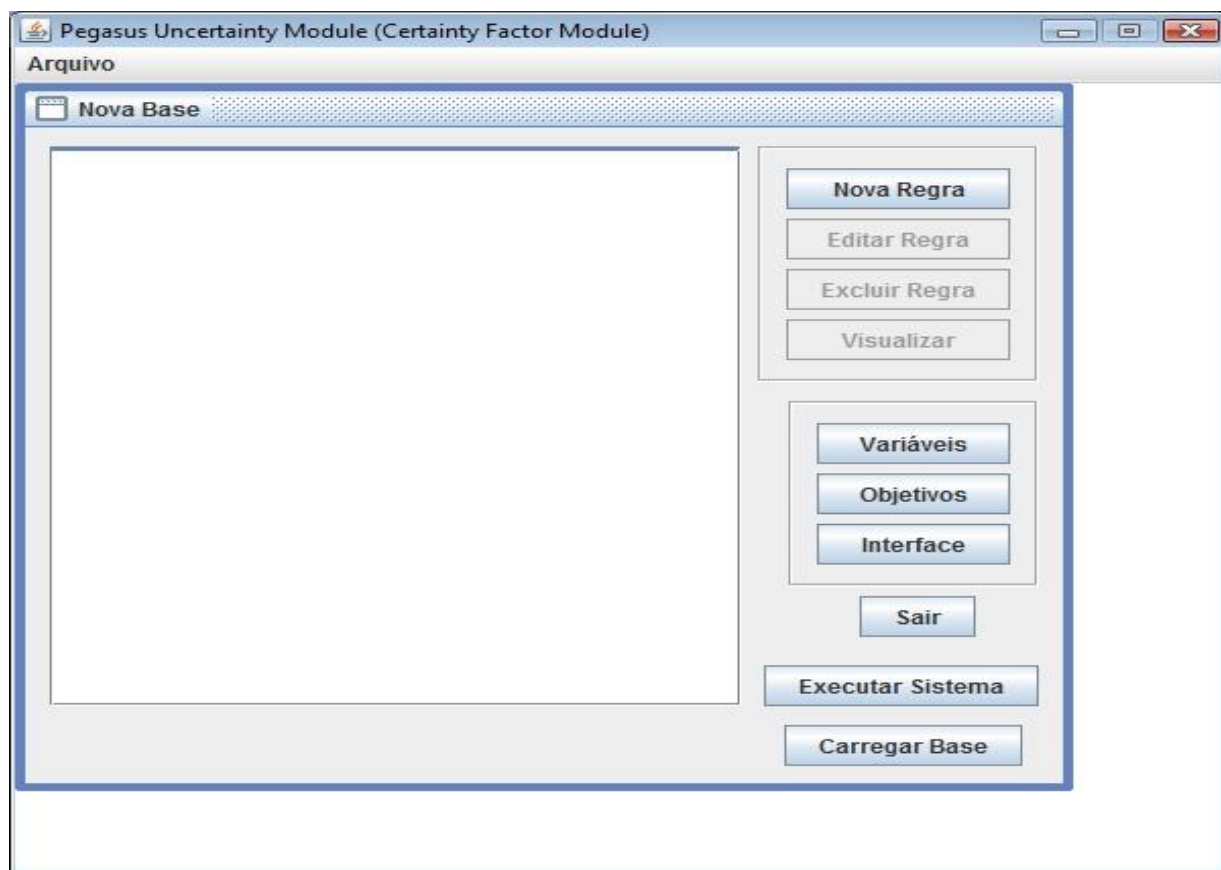 Pegasus Uncertainty Module (Certainty Factor Module)
Arquivo
Nova Base
Nova Regra
Editar Regra
Excluir Regra
Visualizar
Variáveis
Objetivos
Interface
Sair
Executar Sistema
Carregar Base